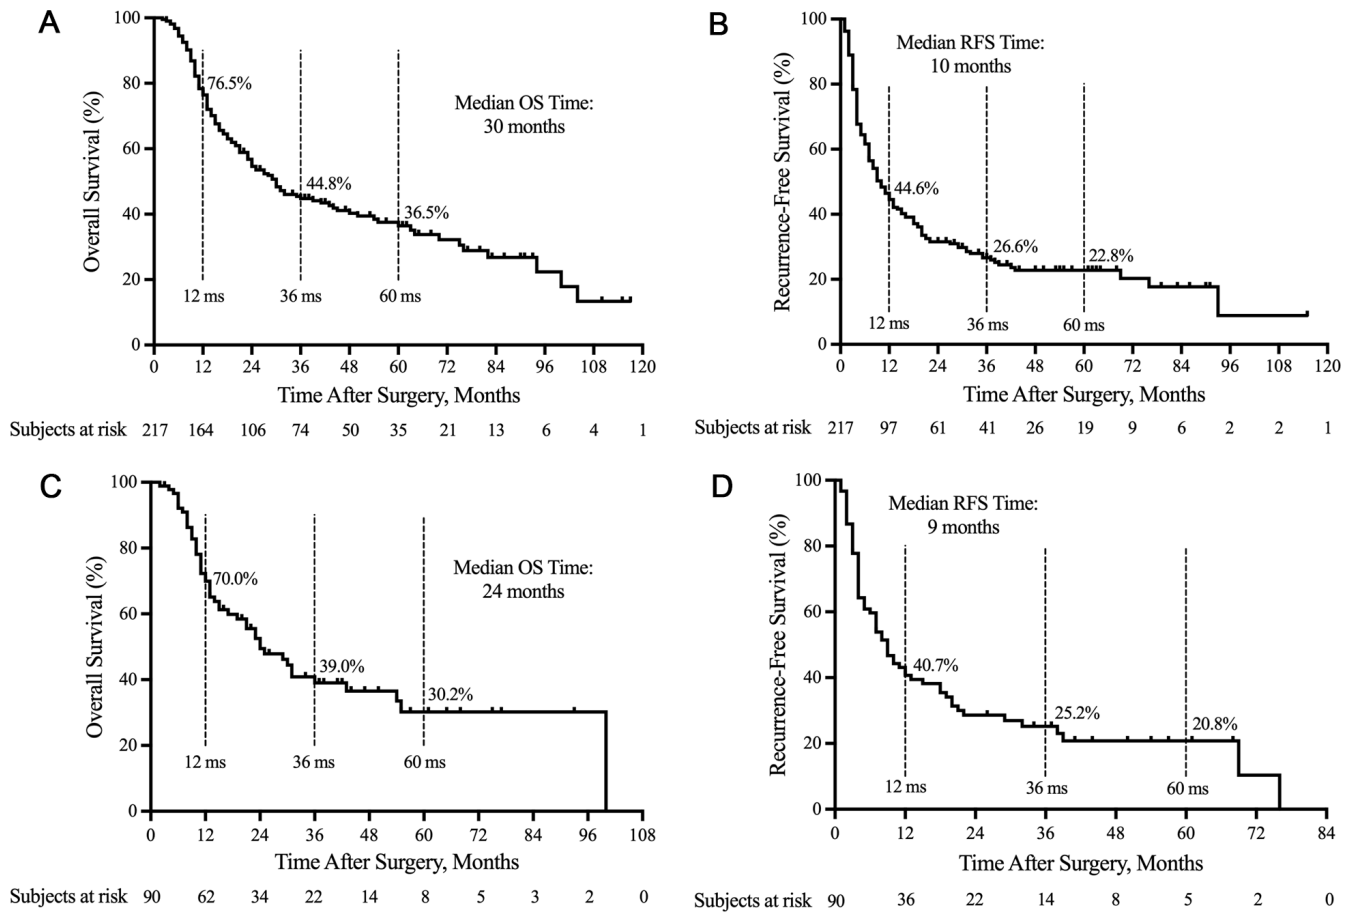 A
Overall Survival (%)
100
80
60
40
20
0
76.5%
44.8%
36.5%
Median OS Time:
30 months
12 ms
36 ms
60 ms
0 12 24 36 48 60 72 84 96 108 120
Time After Surgery, Months
Subjects at risk 217 164 106 74 50 35 21 13 6 4 1
B
Recurrence-Free Survival (%)
100
80
60
40
20
0
Median RFS Time:
10 months
44.6%
26.6%
22.8%
12 ms
36 ms
60 ms
0 12 24 36 48 60 72 84 96 108 120
Time After Surgery, Months
Subjects at risk 217 97 61 41 26 19 9 6 2 2 1
C
Overall Survival (%)
100
80
60
40
20
0
70.0%
39.0%
30.2%
Median OS Time:
24 months
12 ms
36 ms
60 ms
0 12 24 36 48 60 72 84 96 108
Time After Surgery, Months
Subjects at risk 90 62 34 22 14 8 5 3 2 0
D
Recurrence-Free Survival (%)
100
80
60
40
20
0
Median RFS Time:
9 months
40.7%
25.2%
20.8%
12 ms
36 ms
60 ms
0 12 24 36 48 60 72 84
Time After Surgery, Months
Subjects at risk 90 36 22 14 8 5 2 0